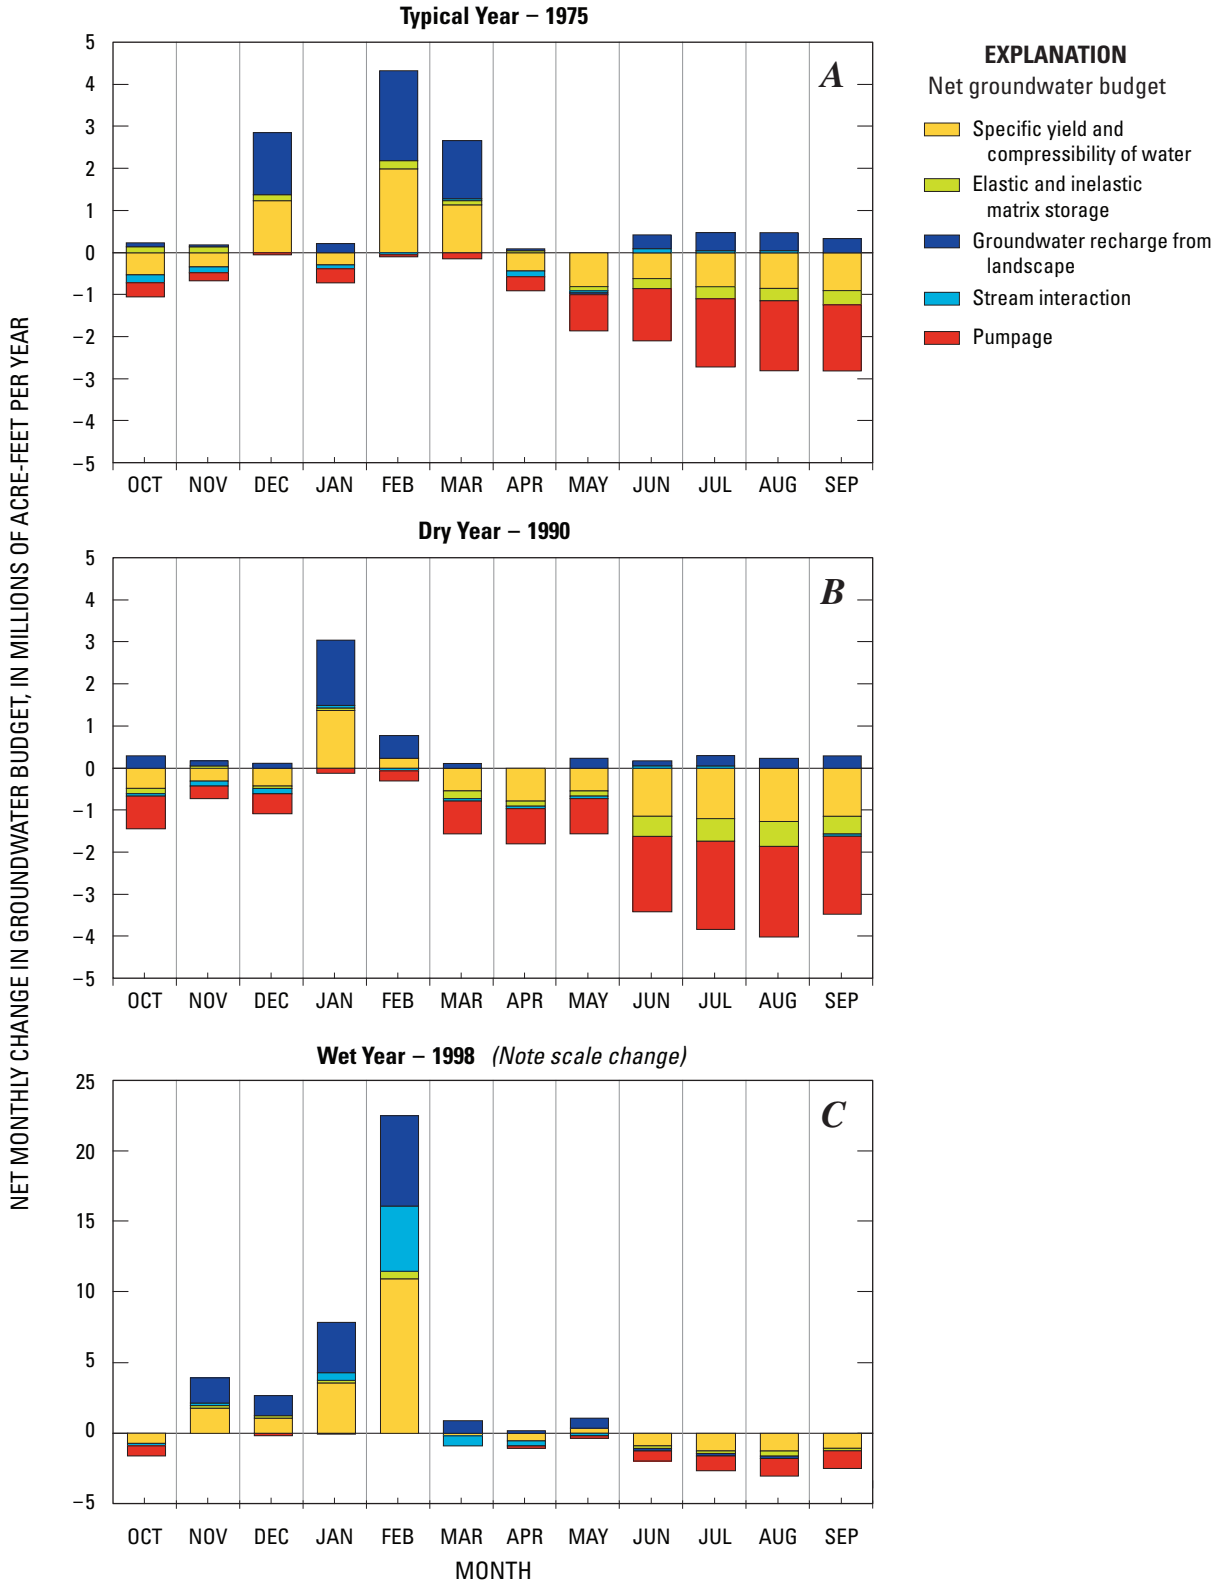 Typical Year – 1975
A
5
4
3
2
1
0
–1
–2
–3
–4
–5
OCT NOV DEC JAN FEB MAR APR MAY JUN JUL AUG SEP
EXPLANATION
Net groundwater budget
Specific yield and
compressibility of water
Elastic and inelastic
matrix storage
Groundwater recharge from
landscape
Stream interaction
Pumpage
NET MONTHLY CHANGE IN GROUNDWATER BUDGET, IN MILLIONS OF ACRE-FEET PER YEAR
Dry Year – 1990
B
5
4
3
2
1
0
–1
–2
–3
–4
–5
OCT NOV DEC JAN FEB MAR APR MAY JUN JUL AUG SEP
Wet Year – 1998 (Note scale change)
C
25
20
15
10
5
0
–5
OCT NOV DEC JAN FEB MAR APR MAY JUN JUL AUG SEP
MONTH